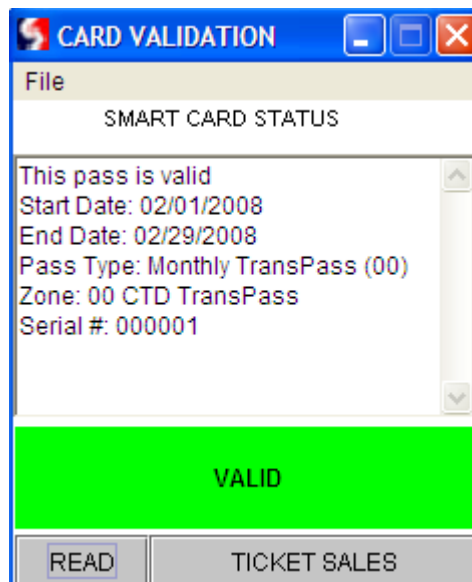 CARD VALIDATION
File
SMART CARD STATUS
This pass is valid
Start Date: 02/01/2008
End Date: 02/29/2008
Pass Type: Monthly TransPass (00)
Zone: 00 CTD TransPass
Serial #: 000001
VALID
READ
TICKET SALES